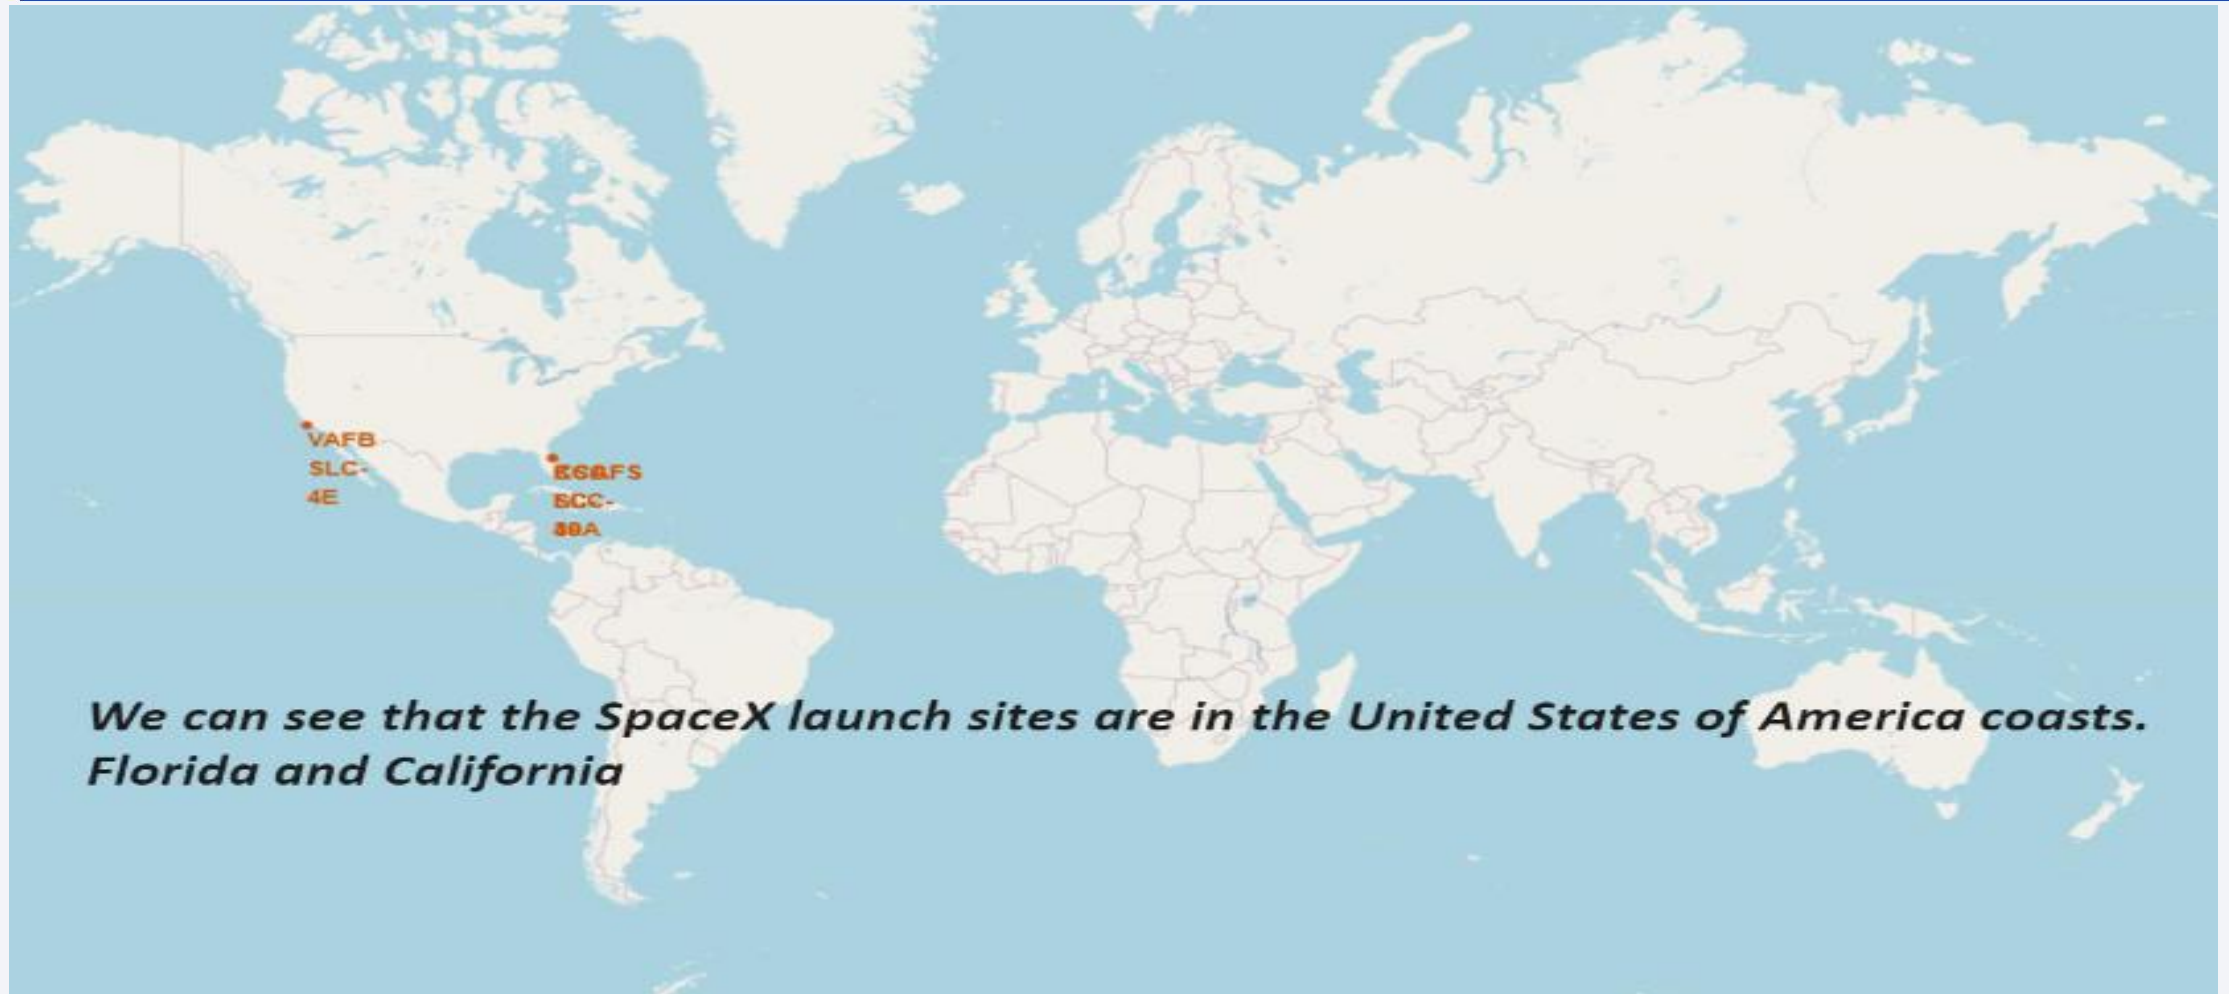 VAFB
SLC-
4E
We can see that the SpaceX launch sites are in the United States of America coasts.
Florida and California